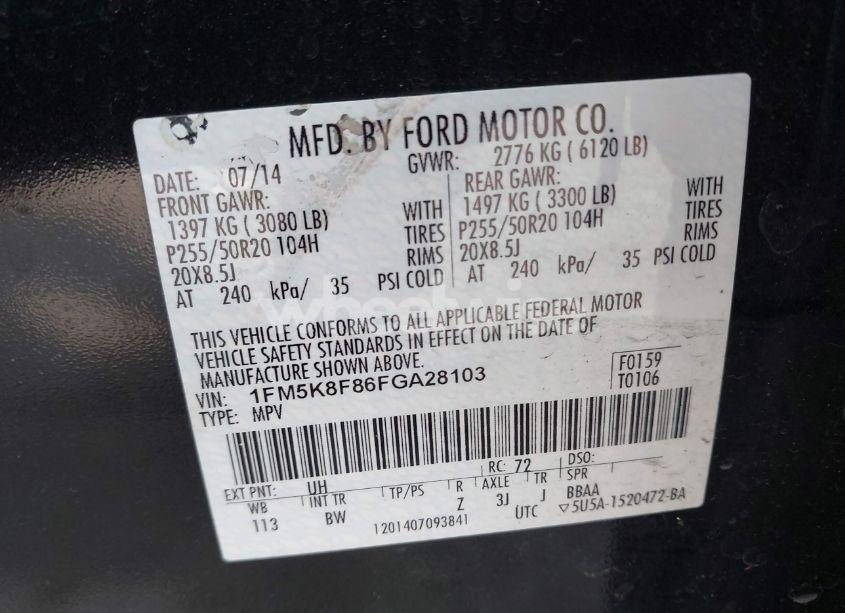 MFD. BY FORD MOTOR CO.
DATE: 07/14 GVWR: 2776 KG ( 6120 LB)
FRONT GAWR: REAR GAWR:
1397 KG ( 3080 LB) WITH 1497 KG ( 3300 LB) WITH
P255/50R20 104H TIRES P255/50R20 104H TIRES
20X8.5J RIMS 20X8.5J RIMS
AT 240 kPa/ 35 PSI COLD AT 240 kPa/ 35 PSI COLD
THIS VEHICLE CONFORMS TO ALL APPLICABLE FEDERAL MOTOR
VEHICLE SAFETY STANDARDS IN EFFECT ON THE DATE OF
MANUFACTURE SHOWN ABOVE.
VIN: 1FM5K8F86FGA28103 F0159
TYPE: MPV T0106
EXT PNT: UH RC: 72 DSO:
WB INT TR TP/PS R AXLE TR SPR
113 BW Z 3J J BBAA
1201407093841 UTC ▽5U5A-1520472-BA